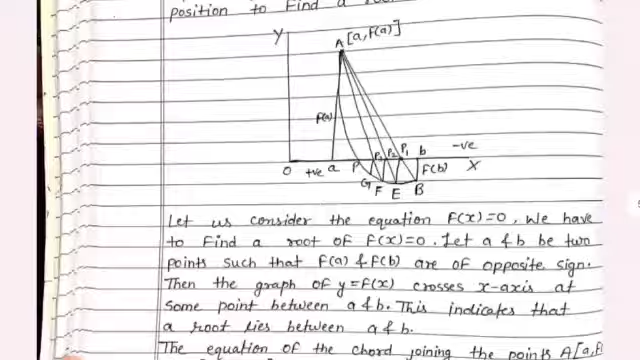 position to Find a
Y
A [a, F(a)]
F(a)
O +ve a P P3 P2 P1 b -ve
X
F(b)
G F E B
Let us consider the equation F(x)=0, We have
to Find a root of F(x)=0. Let a & b be two
points such that F(a) & F(b) are of opposite sign.
Then the graph of y=F(x) crosses x-axis at
some point between a & b. This indicates that
a root lies between a & b.
The equation of the chord joining the points A[a,